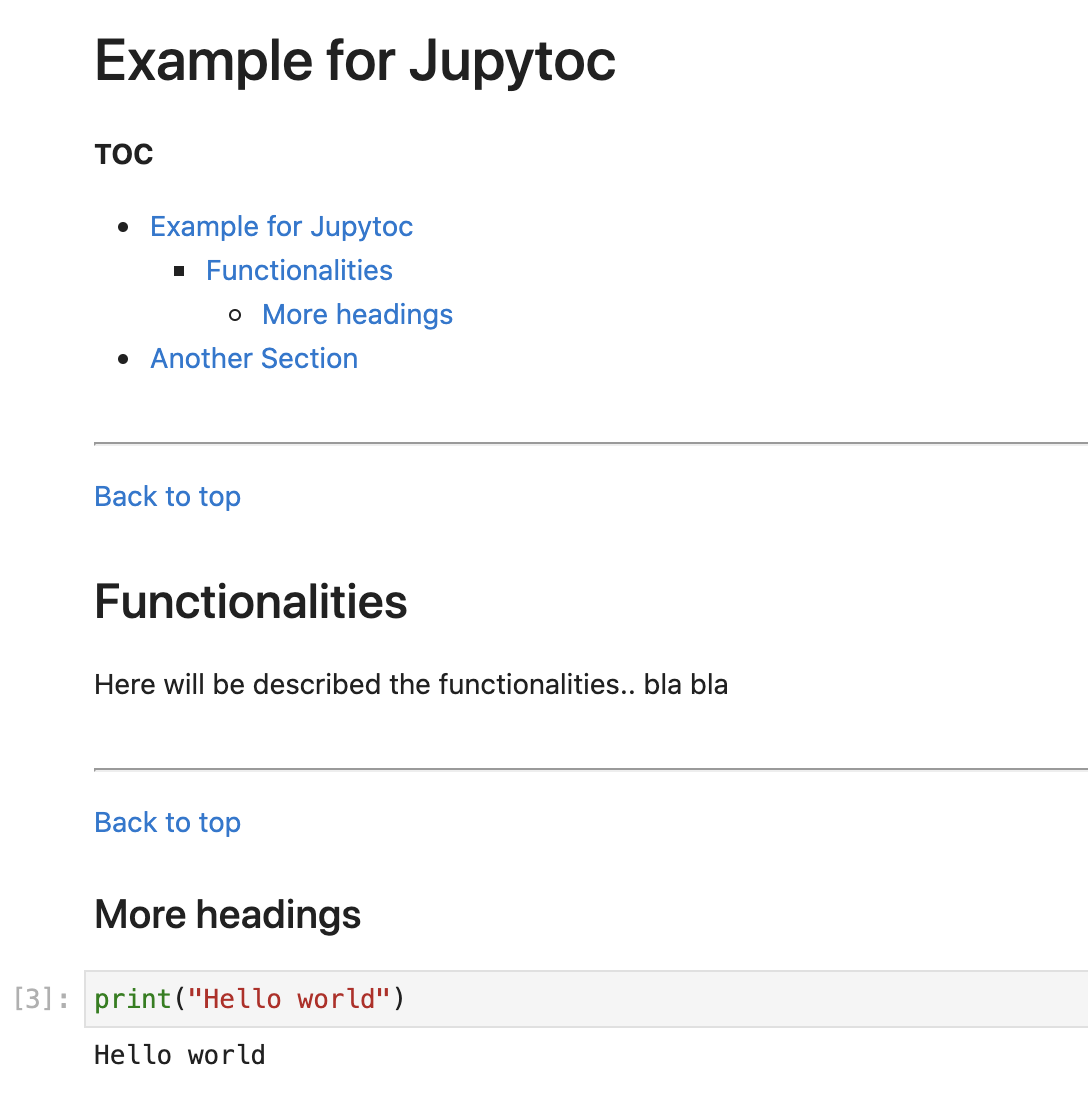 Example for Jupytoc
TOC
Example for Jupytoc
Functionalities
More headings
Another Section
Back to top
Functionalities
Here will be described the functionalities.. bla bla
Back to top
More headings
[3]: print("Hello world")
Hello world